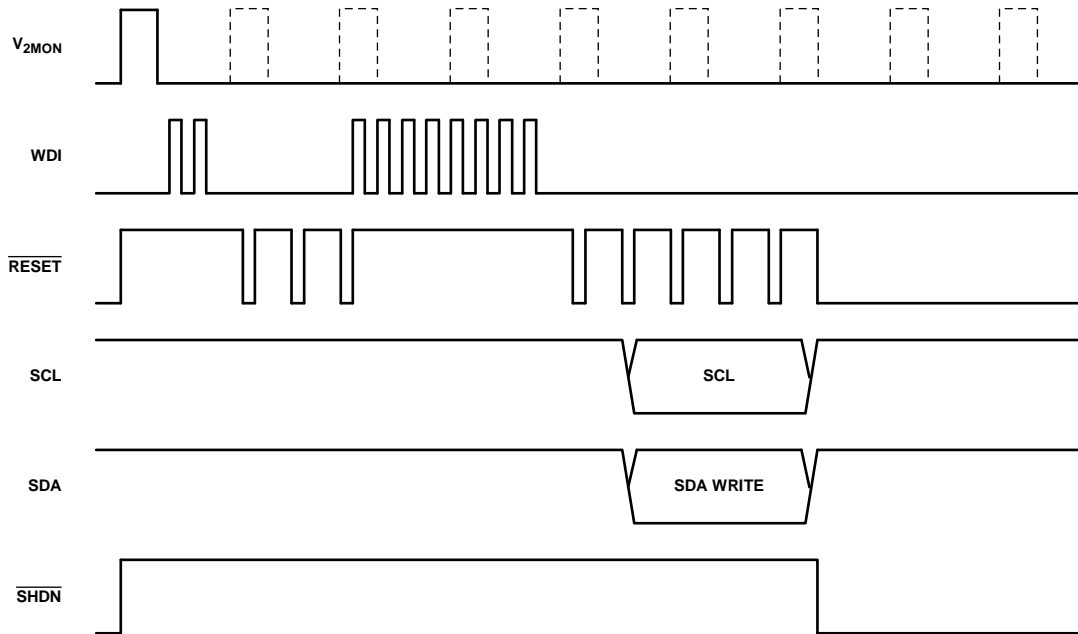 V2MON
WDI
RESET
SCL
SCL
SDA
SDA WRITE
SHDN